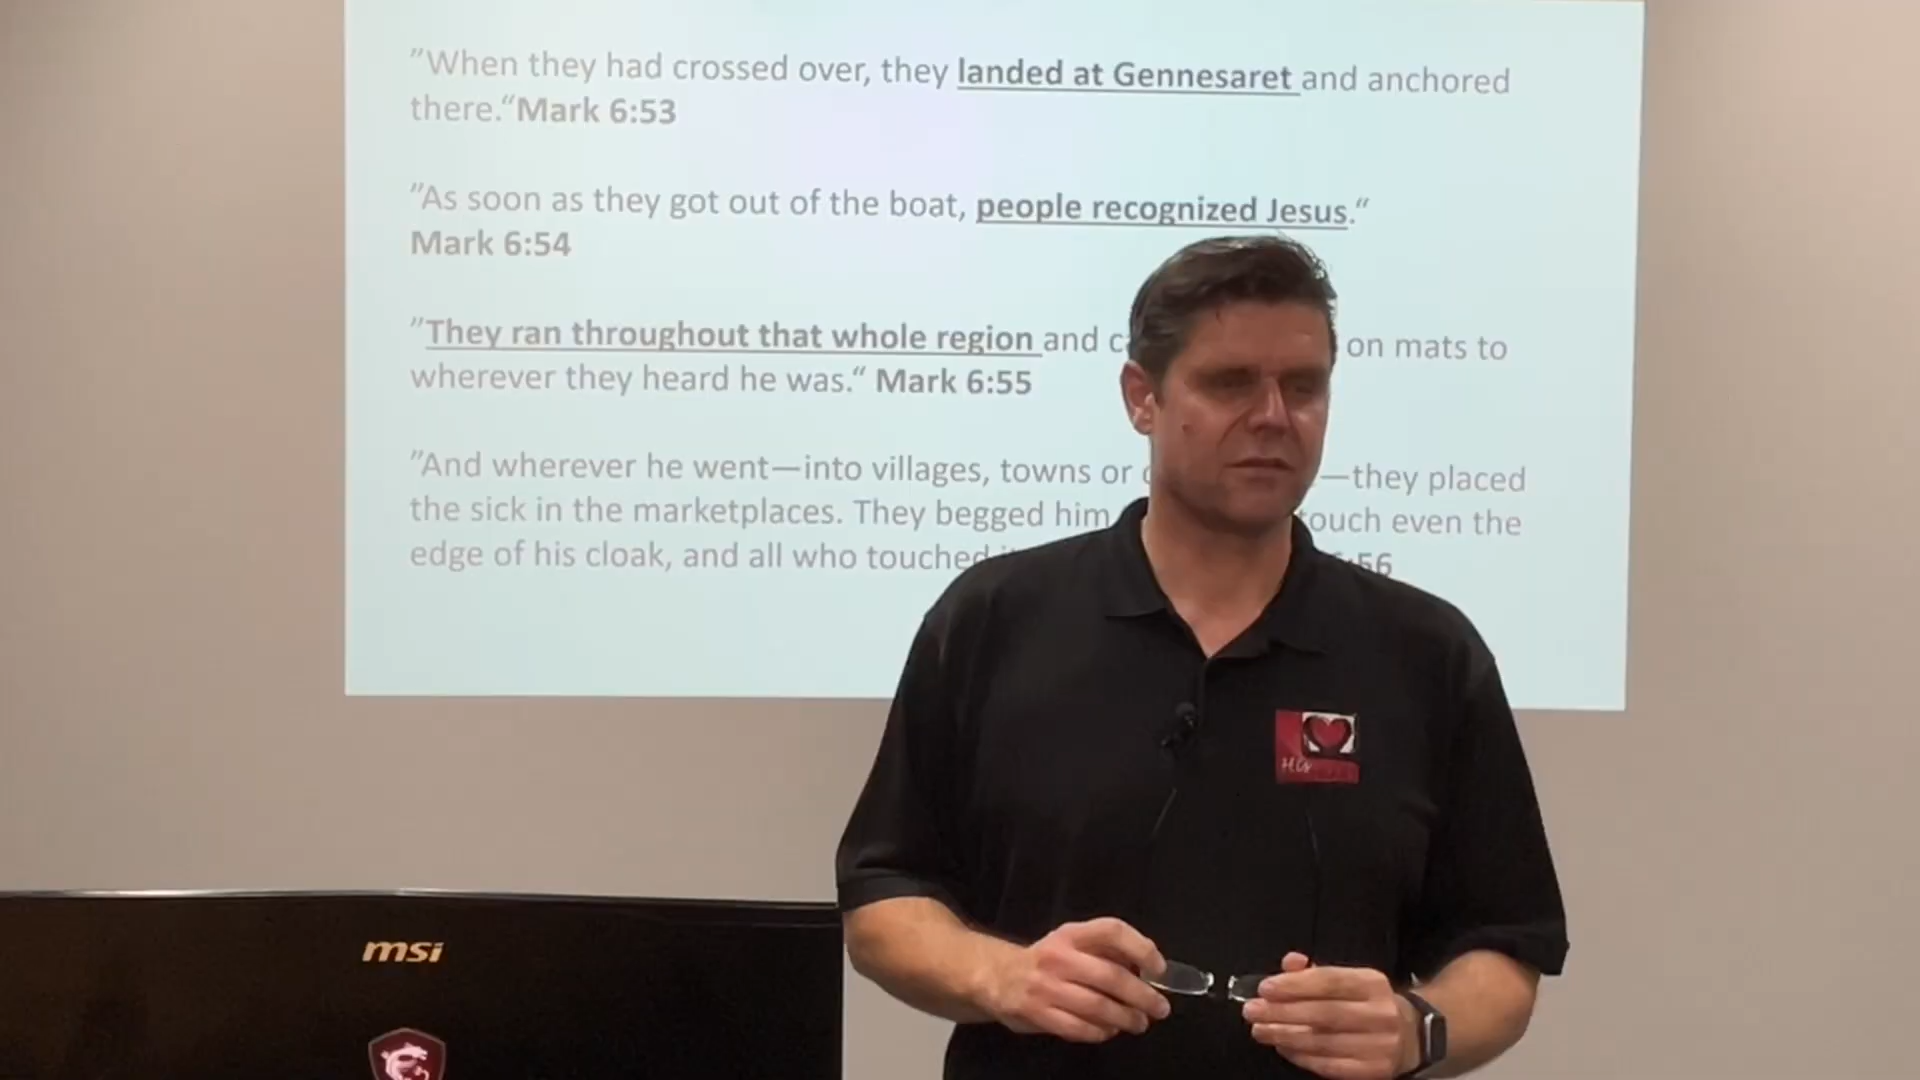 ”When they had crossed over, they landed at Gennesaret and anchored
there.“Mark 6:53
”As soon as they got out of the boat, people recognized Jesus.“
Mark 6:54
”They ran throughout that whole region and on mats to
wherever they heard he was.“ Mark 6:55
”And wherever he went—into villages, towns or —they placed
the sick in the marketplaces. They begged him even the
edge of his cloak, and all who touched
msi